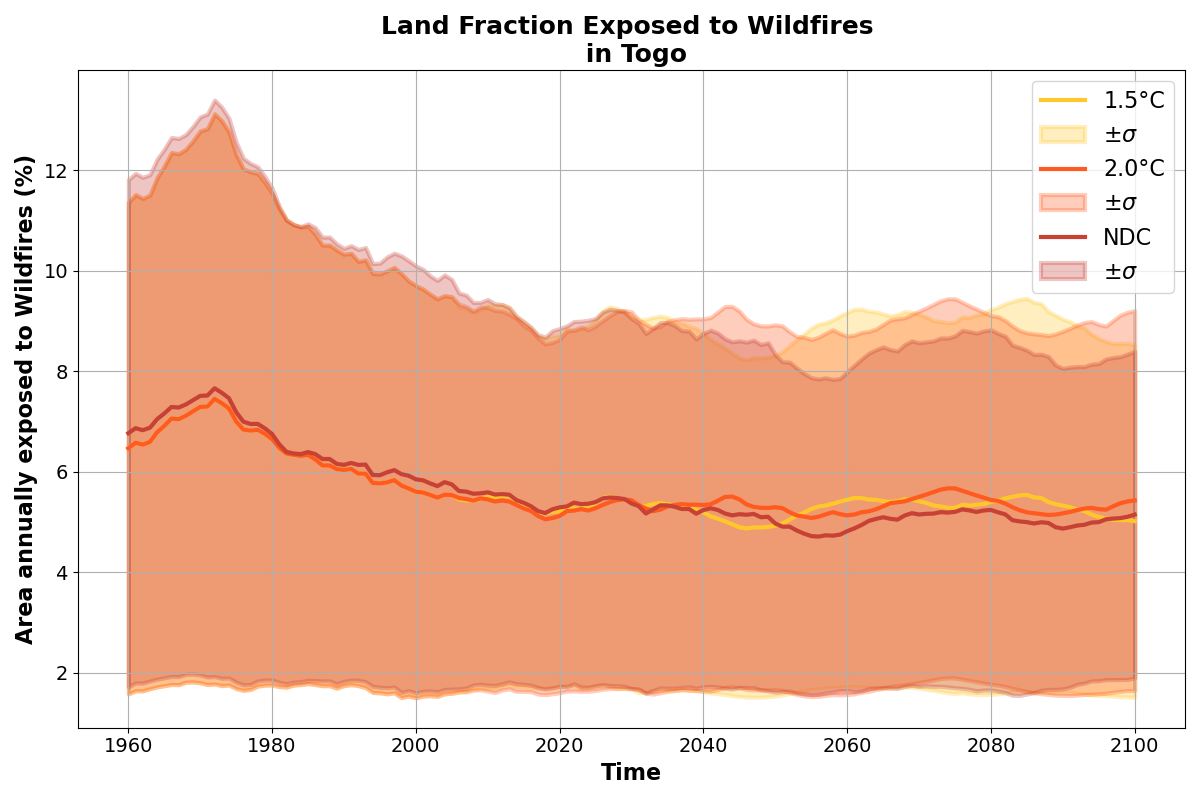 Land Fraction Exposed to Wildfires
in Togo
Area annually exposed to Wildfires (%)
12
10
8
6
4
2
1.5°C
±σ
2.0°C
±σ
NDC
±σ
1960
1980
2000
2020
2040
2060
2080
2100
Time